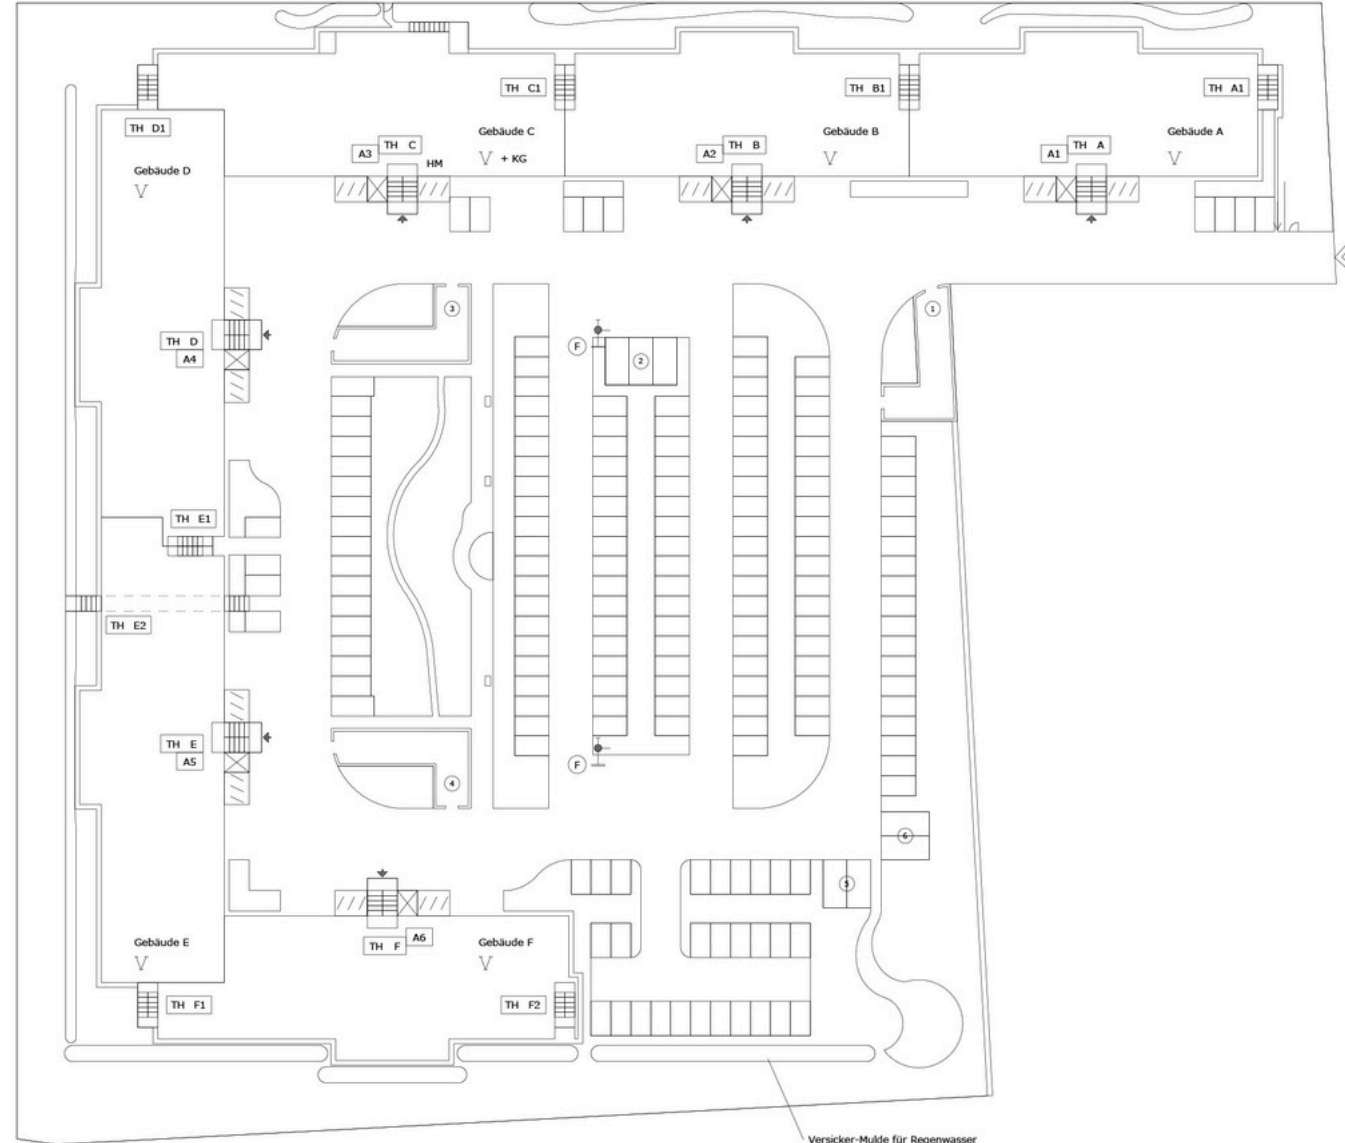 TH C1
TH B1
TH A1
TH D1
Gebäude C
Gebäude B
Gebäude A
A3
TH C
A2
TH B
A1
TH A
HM
V + KG
V
V
Gebäude D
V
3
1
F
2
TH D
A4
TH E1
TH E2
TH E
A5
F
4
6
5
A6
TH F
Gebäude E
Gebäude F
V
V
TH F1
TH F2
Versicker-Mulde für Regenwasser